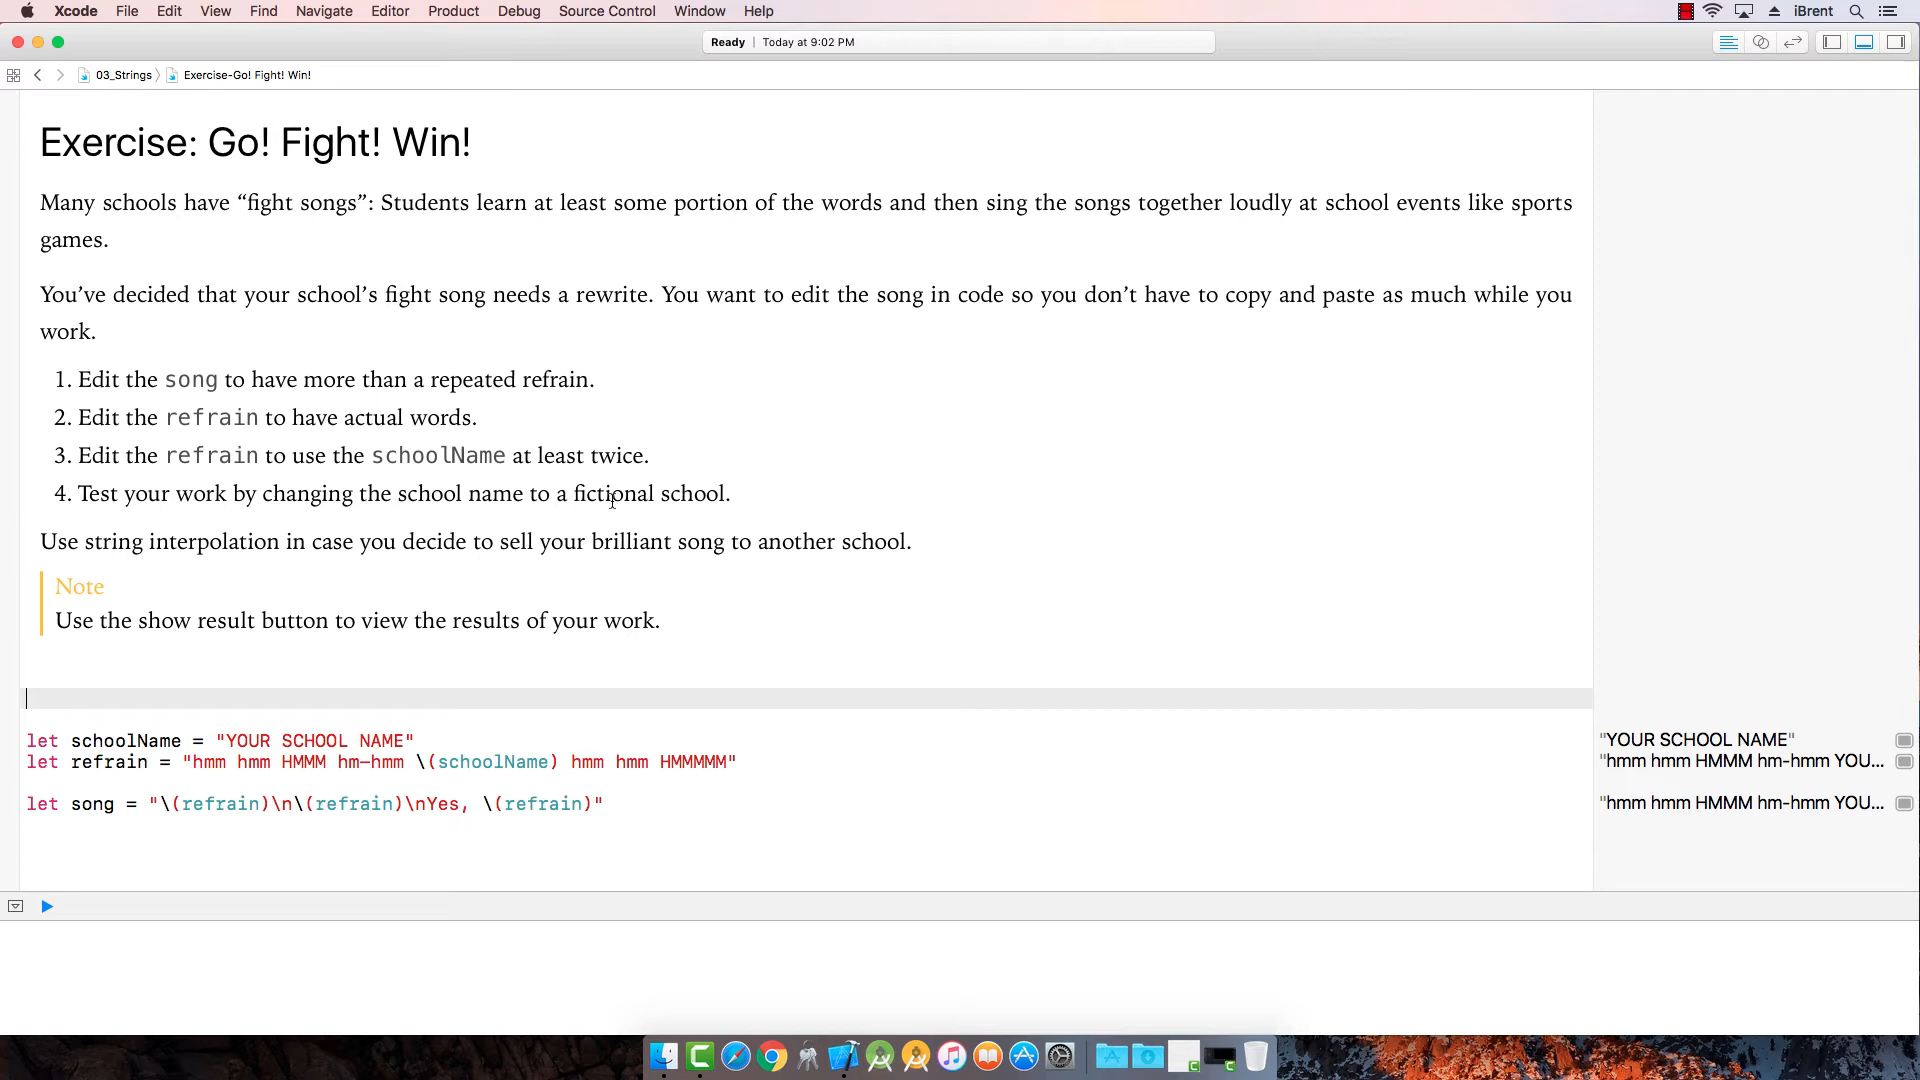 Xcode File Edit View Find Navigate Editor Product Debug Source Control Window Help iBrent
Ready | Today at 9:02 PM
03_Strings Exercise-Go! Fight! Win!
Exercise: Go! Fight! Win!
Many schools have “fight songs”: Students learn at least some portion of the words and then sing the songs together loudly at school events like sports
games.
You’ve decided that your school’s fight song needs a rewrite. You want to edit the song in code so you don’t have to copy and paste as much while you
work.
1. Edit the song to have more than a repeated refrain.
2. Edit the refrain to have actual words.
3. Edit the refrain to use the schoolName at least twice.
4. Test your work by changing the school name to a fictional school.
Use string interpolation in case you decide to sell your brilliant song to another school.
Note
Use the show result button to view the results of your work.
let schoolName = "YOUR SCHOOL NAME" "YOUR SCHOOL NAME"
let refrain = "hmm hmm HMMM hm-hmm \(schoolName) hmm hmm HMMMMM" "hmm hmm HMMM hm-hmm YOU...
let song = "\(refrain)\n\(refrain)\nYes, \(refrain)" "hmm hmm HMMM hm-hmm YOU...